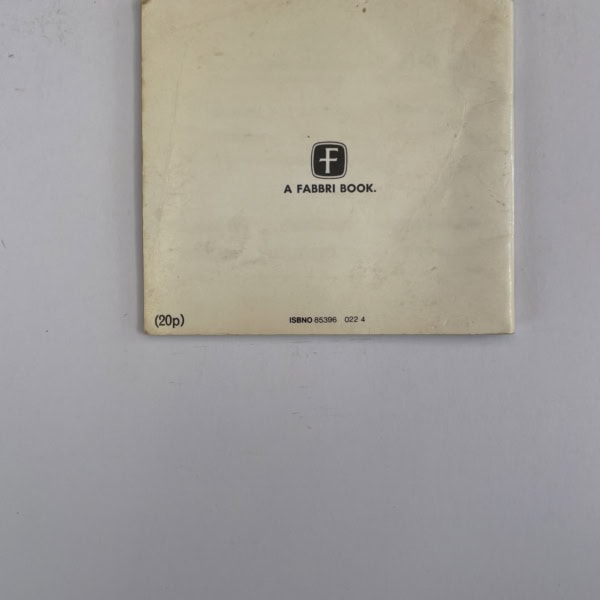 F
A FABBRI BOOK.
(20p)
ISBNO 85396 022 4